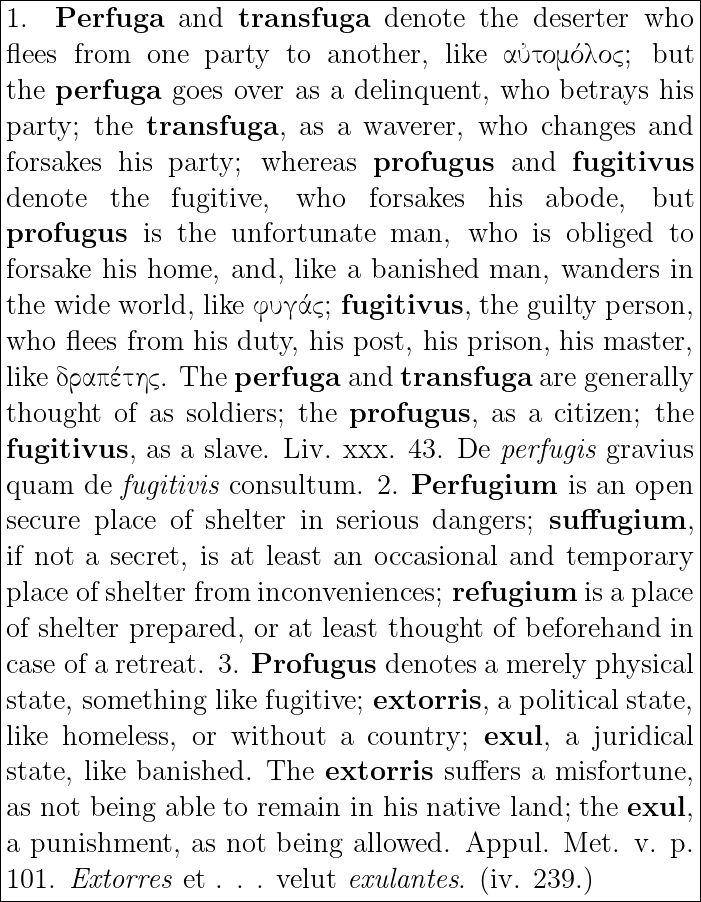 1. Perfuga and transfuga denote the deserter who
flees from one party to another, like αὐτομόλος; but
the perfuga goes over as a delinquent, who betrays his
party; the transfuga, as a waverer, who changes and
forsakes his party; whereas profugus and fugitivus
denote the fugitive, who forsakes his abode, but
profugus is the unfortunate man, who is obliged to
forsake his home, and, like a banished man, wanders in
the wide world, like φυγάς; fugitivus, the guilty person,
who flees from his duty, his post, his prison, his master,
like δραπέτης. The perfuga and transfuga are generally
thought of as soldiers; the profugus, as a citizen; the
fugitivus, as a slave. Liv. xxx. 43. De perfugis gravius
quam de fugitivis consultum. 2. Perfugium is an open
secure place of shelter in serious dangers; suffugium,
if not a secret, is at least an occasional and temporary
place of shelter from inconveniences; refugium is a place
of shelter prepared, or at least thought of beforehand in
case of a retreat. 3. Profugus denotes a merely physical
state, something like fugitive; extorris, a political state,
like homeless, or without a country; exul, a juridical
state, like banished. The extorris suffers a misfortune,
as not being able to remain in his native land; the exul,
a punishment, as not being allowed. Appul. Met. v. p.
101. Extorres et . . . velut exulantes. (iv. 239.)